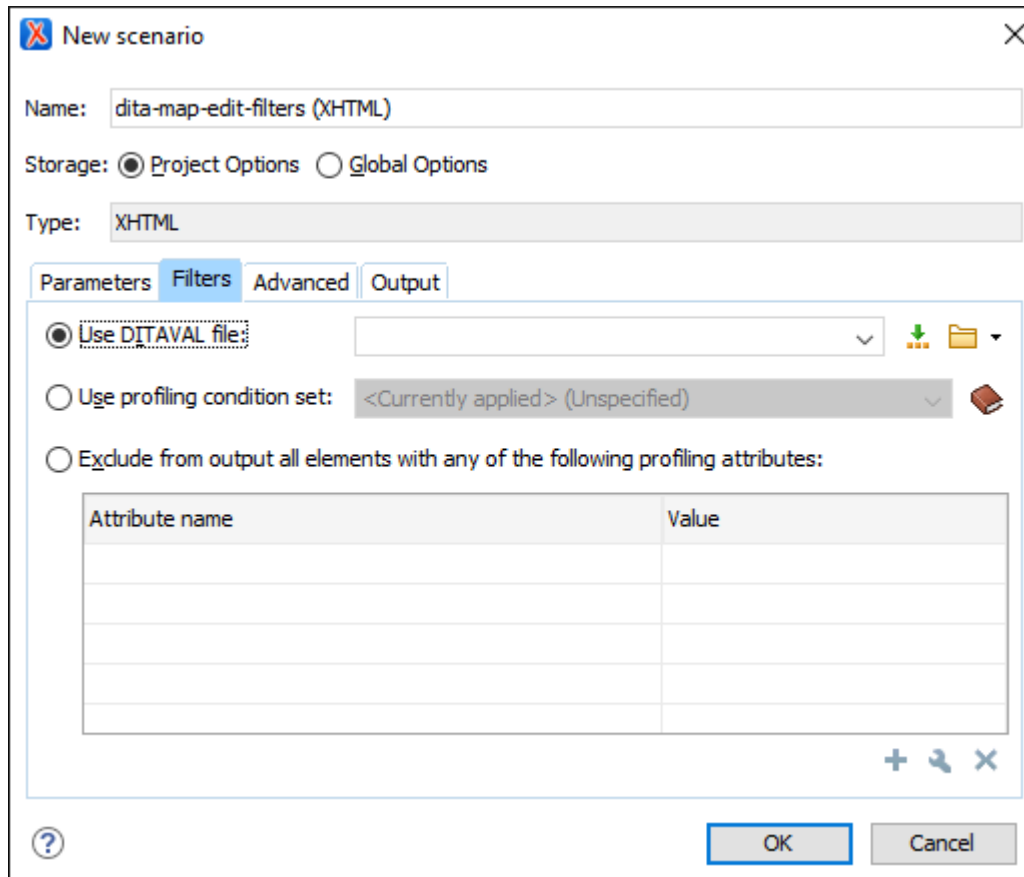 New scenario
Name: dita-map-edit-filters (XHTML)
Storage: Project Options Global Options
Type: XHTML
Parameters Filters Advanced Output
Use DITAVAL file:
Use profiling condition set: <Currently applied> (Unspecified)
Exclude from output all elements with any of the following profiling attributes:
Attribute name Value
OK Cancel